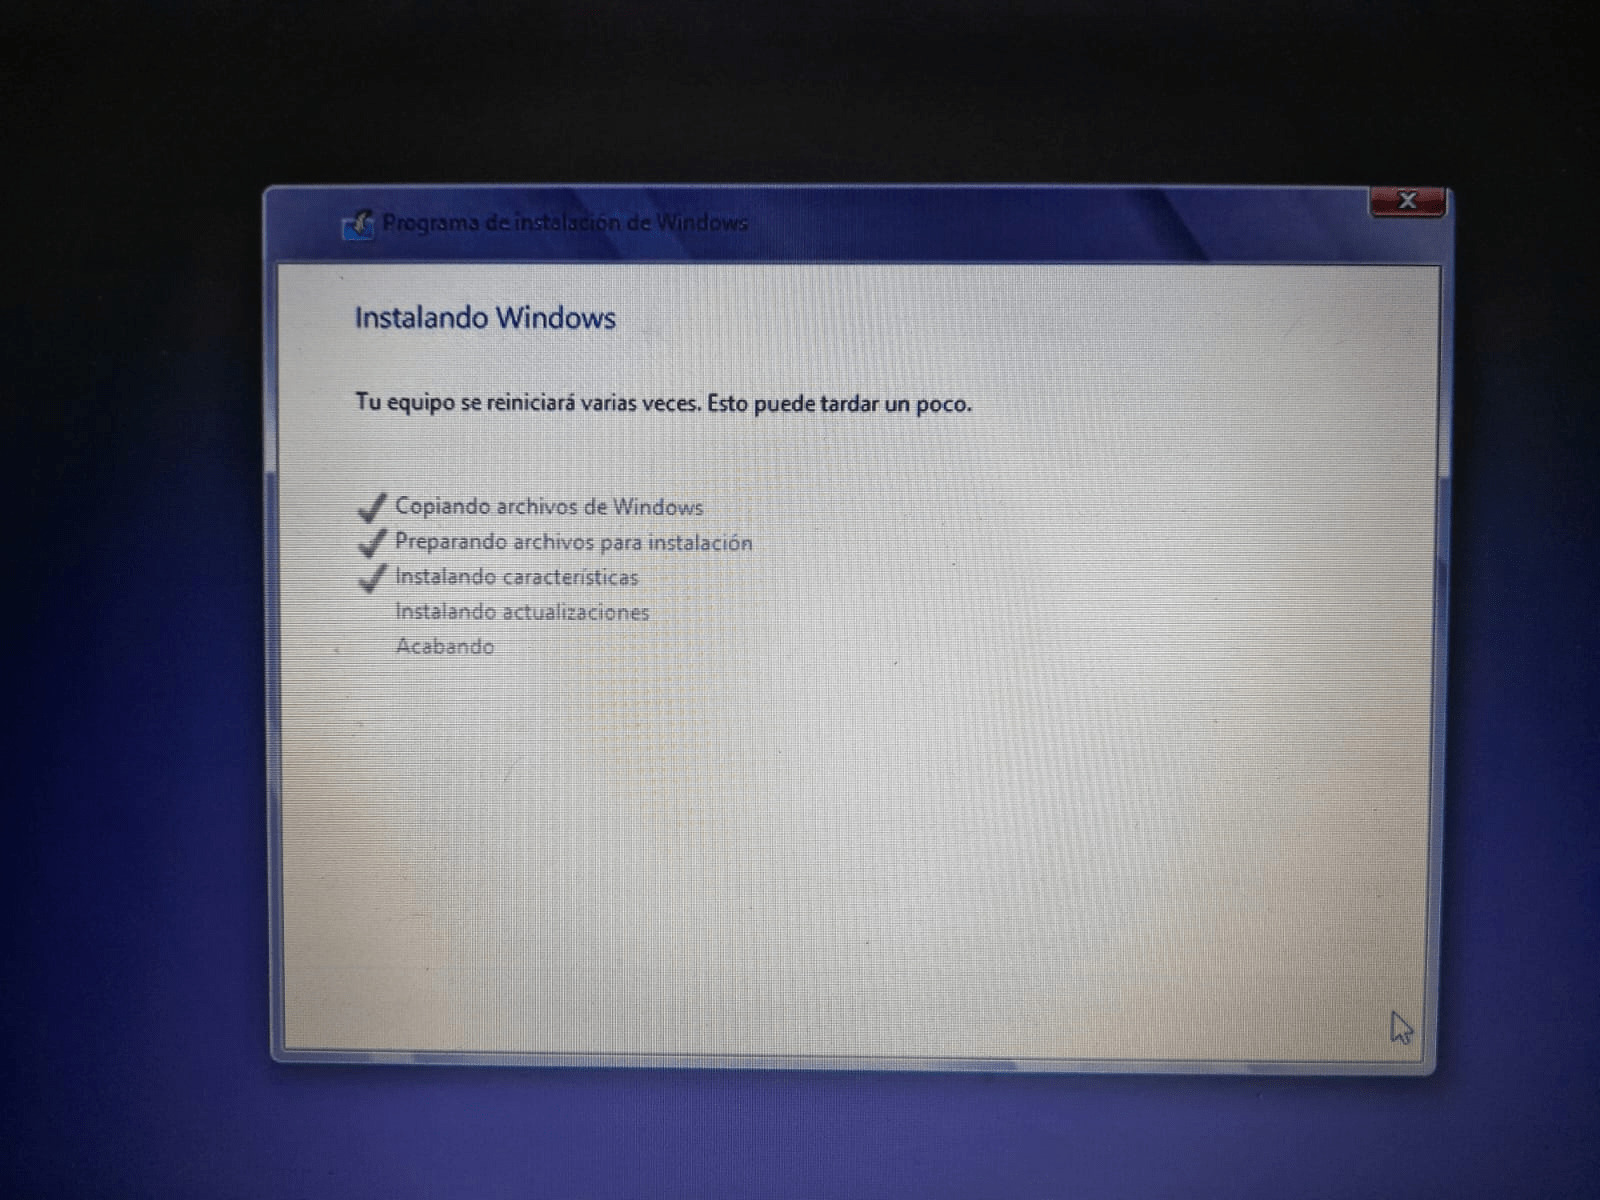 Programa de instalación de Windows
Instalando Windows
Tu equipo se reiniciará varias veces. Esto puede tardar un poco.
Copiando archivos de Windows
Preparando archivos para instalación
Instalando características
Instalando actualizaciones
Acabando